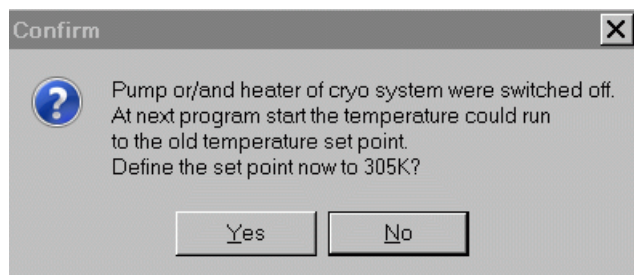 Confirm
Pump or/and heater of cryo system were switched off.
At next program start the temperature could run
to the old temperature set point.
Define the set point now to 305K?
Yes
No